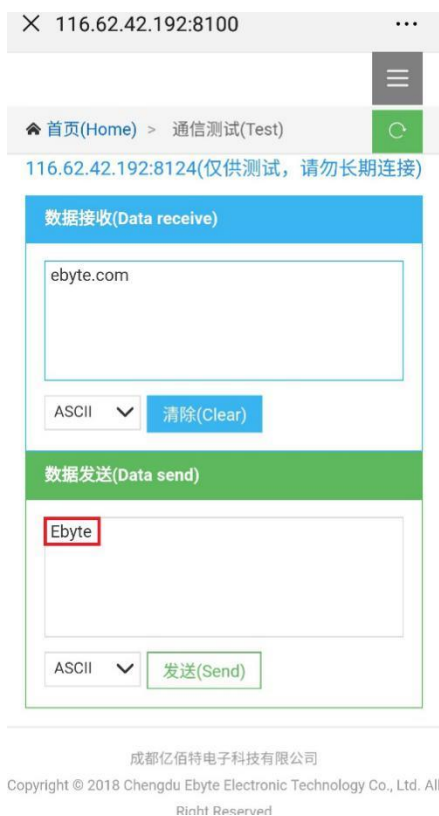 116.62.42.192:8100
首页(Home) > 通信测试(Test)
116.62.42.192:8124(仅供测试，请勿长期连接)
数据接收(Data receive)
ebyte.com
ASCII 清除(Clear)
数据发送(Data send)
Ebyte
ASCII 发送(Send)
成都亿佰特电子科技有限公司
Copyright © 2018 Chengdu Ebyte Electronic Technology Co., Ltd. All
Right Reserved